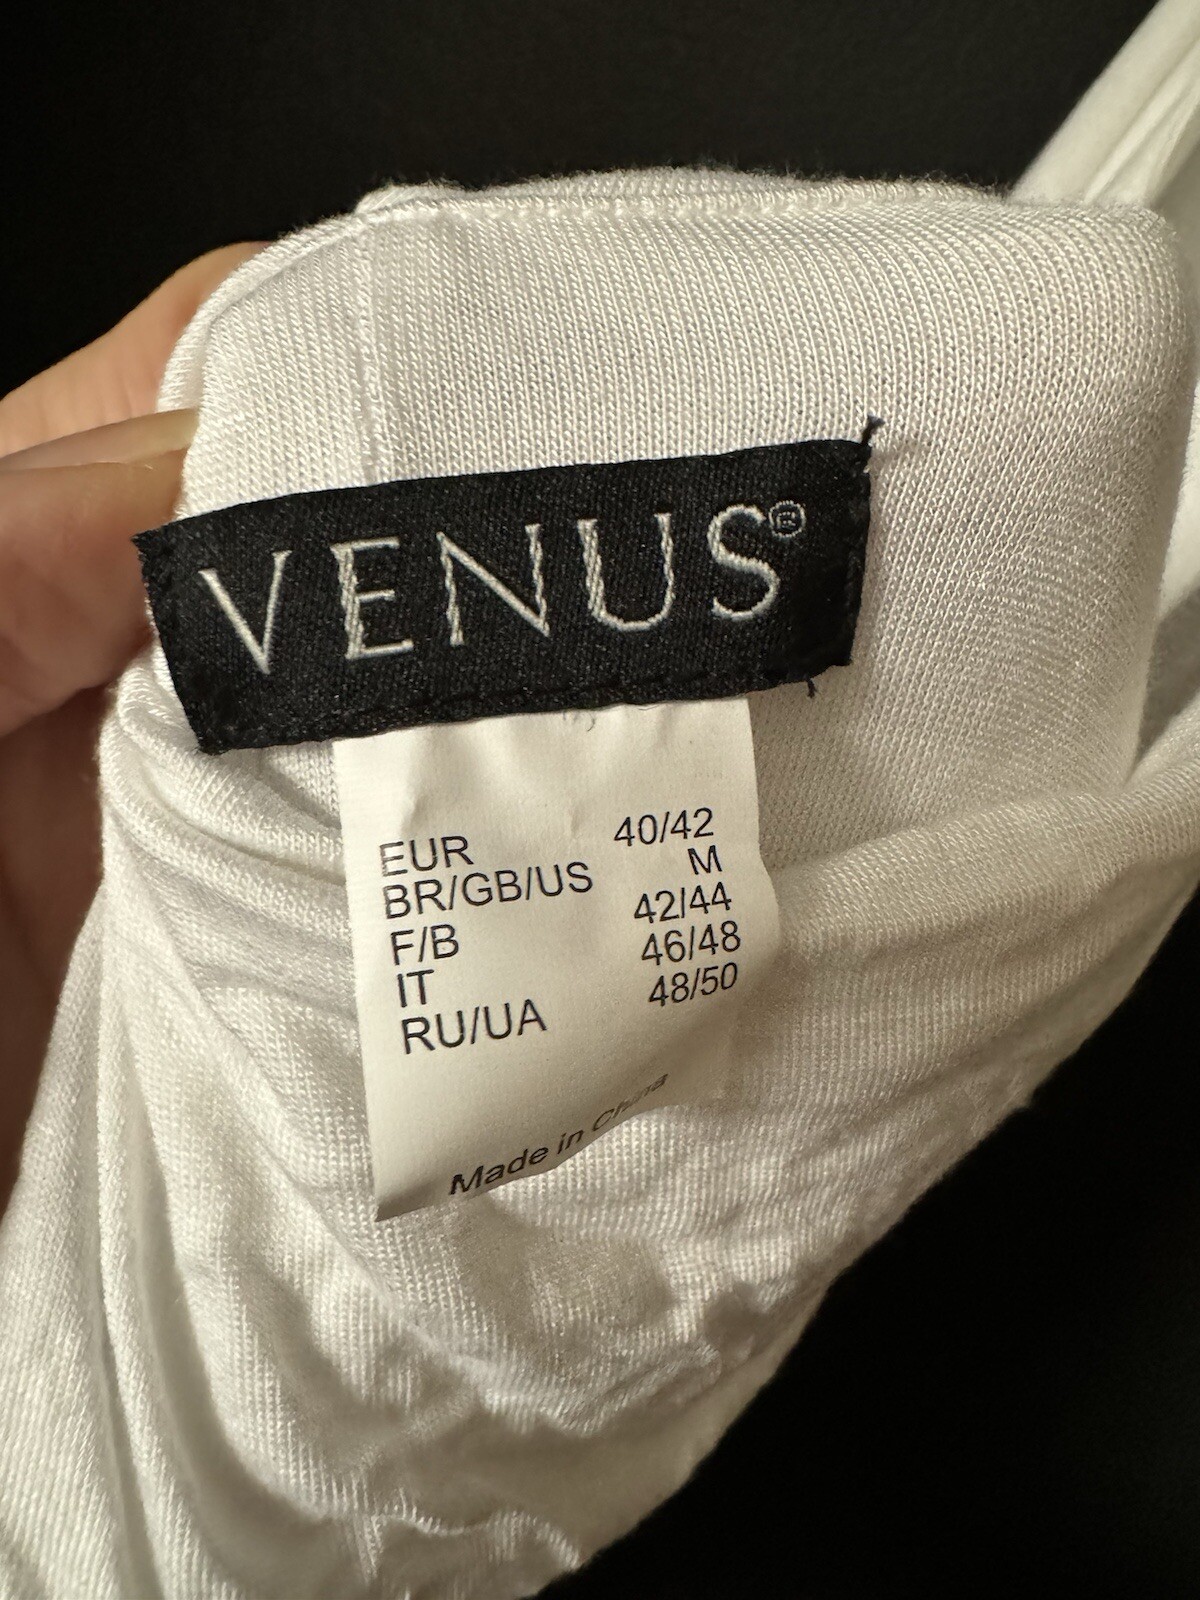 VENUS®
EUR 40/42
BR/GB/US M
F/B 42/44
IT 46/48
RU/UA 48/50
Made in China